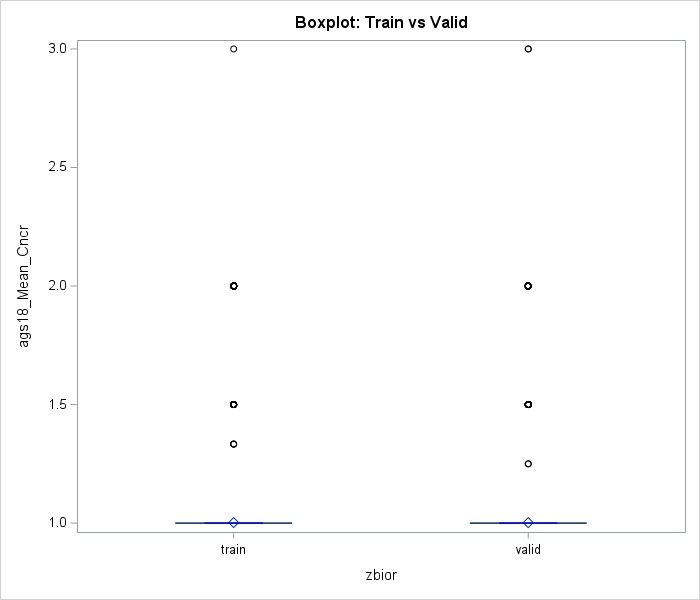 Boxplot: Train vs Valid
3.0
2.5
2.0
1.5
1.0
ags18_Mean_Cncr
train
valid
zbior